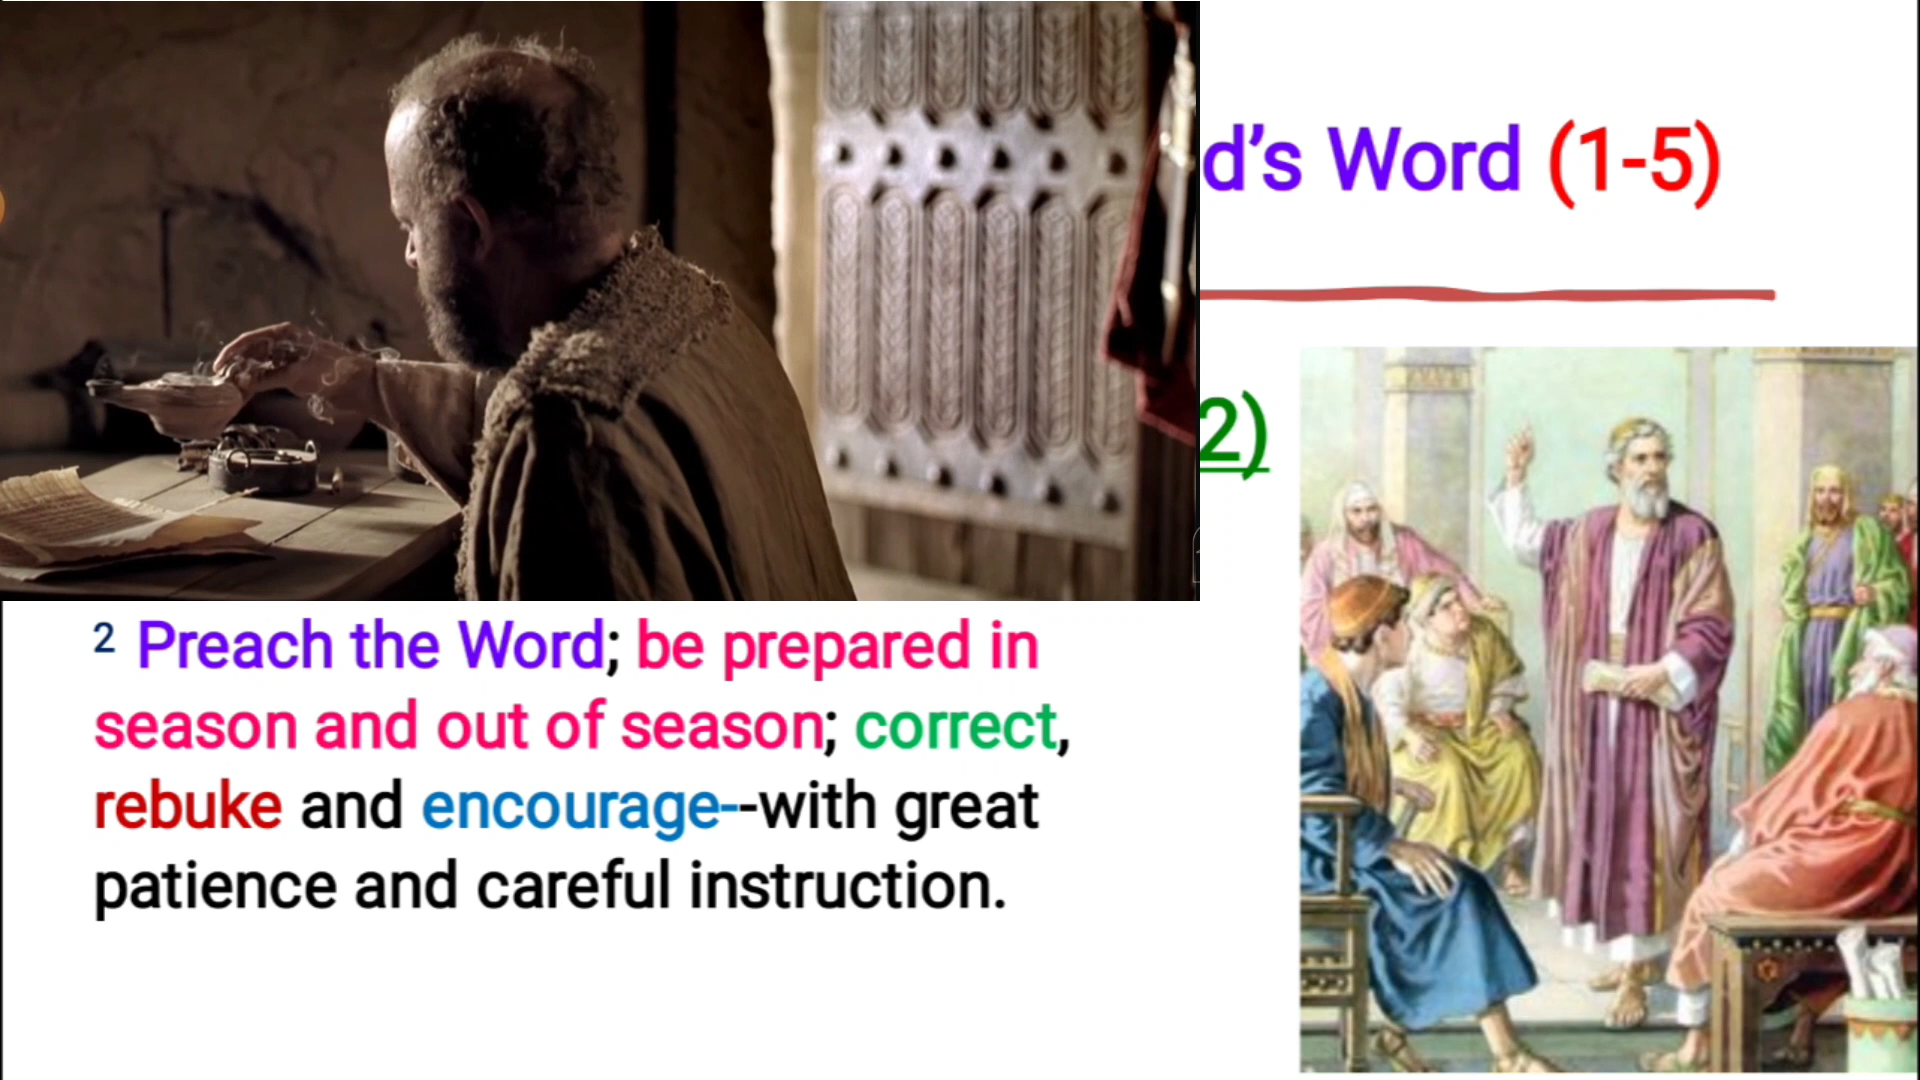 d’s Word (1-5)
2)
2 Preach the Word; be prepared in
season and out of season; correct,
rebuke and encourage--with great
patience and careful instruction.